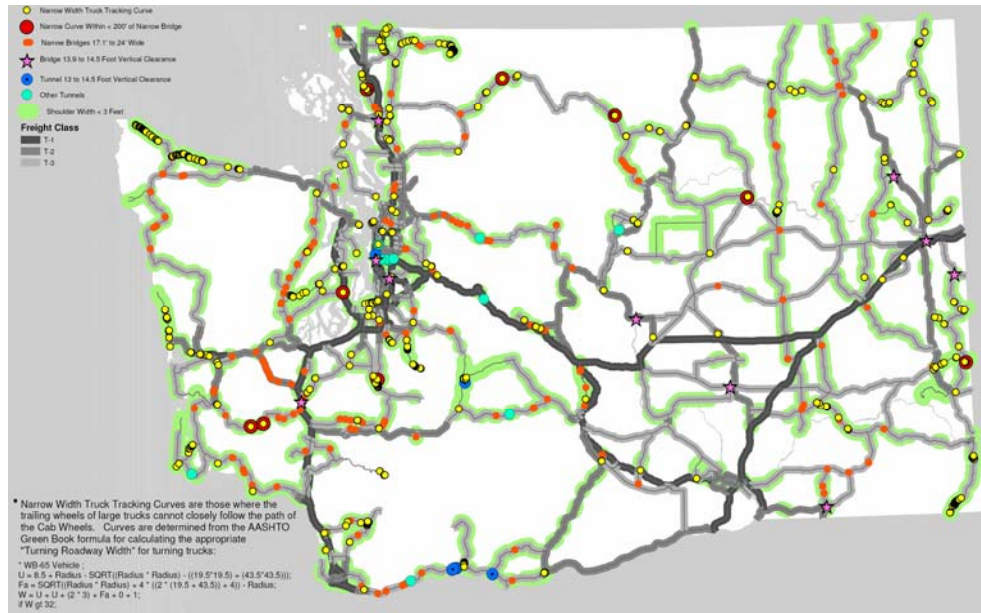 Narrow Width Truck Tracking Curve
Narrow Curve Within < 200' of Narrow Bridge
Narrow Bridges 17.1' to 24' Wide
Bridge 13.9 to 14.5 Foot Vertical Clearance
Tunnel 13 to 14.5 Foot Vertical Clearance
Other Tunnels
Shoulder Width < 3 Feet
Freight Class
T-1
T-2
T-3
* Narrow Width Truck Tracking Curves are those where the
trailing wheels of large trucks cannot closely follow the path of
the Cab Wheels. Curves are determined from the AASHTO
Green Book formula for calculating the appropriate
"Turning Roadway Width" for turning trucks:
* WB-65 Vehicle ;
U = 8.5 + Radius - SQRT((Radius * Radius) - ((19.5*19.5) + (43.5*43.5)));
Fa = SQRT((Radius * Radius) + 4 * ((2 * (19.5 + 43.5)) + 4)) - Radius;
W = U + U + (2 * 3) + Fa + 0 + 1;
if W gt 32;